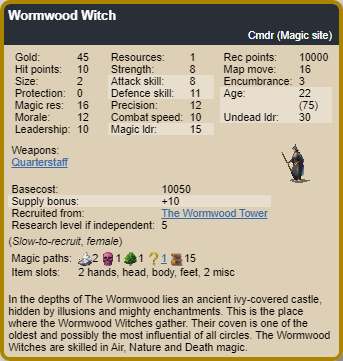 Wormwood Witch
Cmdr (Magic site)
Gold: 45 Resources: 1 Rec points: 10000
Hit points: 10 Strength: 8 Map move: 16
Size: 2 Attack skill: 8 Encumbrance: 3
Protection: 0 Defence skill: 11 Age: 22
Magic res: 16 Precision: 12 (75)
Morale: 12 Combat speed: 10 Undead ldr: 30
Leadership: 10 Magic ldr: 15
Weapons:
Quarterstaff
Basecost: 10050
Supply bonus: +10
Recruited from: The Wormwood Tower
Research level if independent: 5
(Slow-to-recruit, female)
Magic paths: 2 1 1 ?1 15
Item slots: 2 hands, head, body, feet, 2 misc
In the depths of The Wormwood lies an ancient ivy-covered castle,
hidden by illusions and mighty enchantments. This is the place
where the Wormwood Witches gather. Their coven is one of the
oldest and possibly the most influential of all circles. The
Wormwood Witches are skilled in Air, Nature and Death magic.